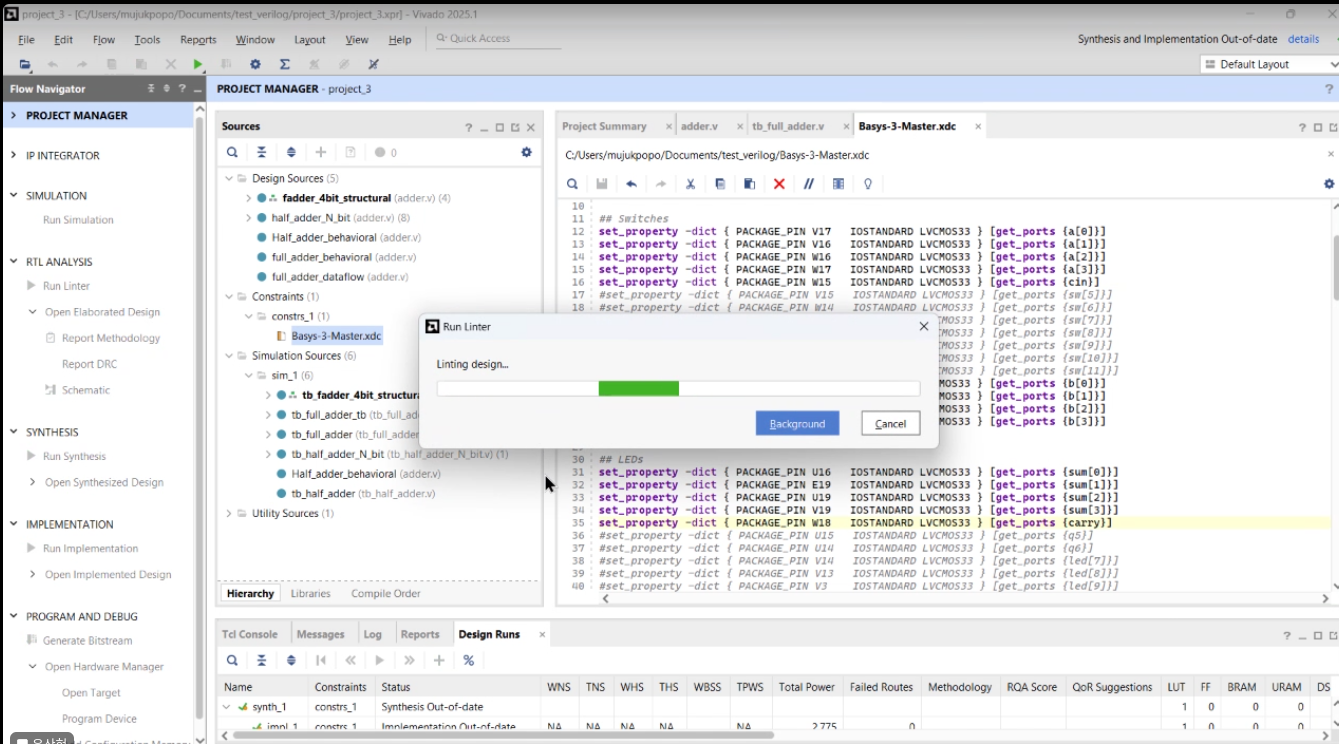 project_3 - [C:/Users/mujukpopo/Documents/test_verilog/project_3/project_3.xpr] - Vivado 2025.1
File Edit Flow Tools Reports Window Layout View Help Quick Access
Synthesis and Implementation Out-of-date details
Default Layout
Flow Navigator
PROJECT MANAGER
IP INTEGRATOR
SIMULATION
Run Simulation
RTL ANALYSIS
Run Linter
Open Elaborated Design
Report Methodology
Report DRC
Schematic
SYNTHESIS
Run Synthesis
Open Synthesized Design
IMPLEMENTATION
Run Implementation
Open Implemented Design
PROGRAM AND DEBUG
Generate Bitstream
Open Hardware Manager
Open Target
Program Device
PROJECT MANAGER - project_3
Sources
0
Design Sources (5)
fadder_4bit_structural (adder.v) (4)
half_adder_N_bit (adder.v) (8)
Half_adder_behavioral (adder.v)
full_adder_behavioral (adder.v)
full_adder_dataflow (adder.v)
Constraints (1)
constrs_1 (1)
Basys-3-Master.xdc
Simulation Sources (6)
sim_1 (6)
tb_fadder_4bit_structura
tb_full_adder_tb (tb_full_ad
tb_full_adder (tb_full_adder
tb_half_adder_N_bit (tb_half_adder_N_bit.v) (1)
Half_adder_behavioral (adder.v)
tb_half_adder (tb_half_adder.v)
Utility Sources (1)
Hierarchy Libraries Compile Order
Project Summary adder.v tb_full_adder.v Basys-3-Master.xdc
C:/Users/mujukpopo/Documents/test_verilog/Basys-3-Master.xdc
10
11 ## Switches
12 set_property -dict { PACKAGE_PIN V17 IOSTANDARD LVCMOS33 } [get_ports {a[0]}]
13 set_property -dict { PACKAGE_PIN V16 IOSTANDARD LVCMOS33 } [get_ports {a[1]}]
14 set_property -dict { PACKAGE_PIN W16 IOSTANDARD LVCMOS33 } [get_ports {a[2]}]
15 set_property -dict { PACKAGE_PIN W17 IOSTANDARD LVCMOS33 } [get_ports {a[3]}]
16 set_property -dict { PACKAGE_PIN W15 IOSTANDARD LVCMOS33 } [get_ports {cin}]
17 #set_property -dict { PACKAGE_PIN V15 IOSTANDARD LVCMOS33 } [get_ports {sw[5]}]
18 #set_property -dict { PACKAGE_PIN W14 IOSTANDARD LVCMOS33 } [get_ports {sw[6]}]
MOS33 } [get_ports {sw[7]}]
MOS33 } [get_ports {sw[8]}]
MOS33 } [get_ports {sw[9]}]
MOS33 } [get_ports {sw[10]}]
MOS33 } [get_ports {sw[11]}]
MOS33 } [get_ports {b[0]}]
MOS33 } [get_ports {b[1]}]
MOS33 } [get_ports {b[2]}]
MOS33 } [get_ports {b[3]}]
30 ## LEDs
31 set_property -dict { PACKAGE_PIN U16 IOSTANDARD LVCMOS33 } [get_ports {sum[0]}]
32 set_property -dict { PACKAGE_PIN E19 IOSTANDARD LVCMOS33 } [get_ports {sum[1]}]
33 set_property -dict { PACKAGE_PIN U19 IOSTANDARD LVCMOS33 } [get_ports {sum[2]}]
34 set_property -dict { PACKAGE_PIN V19 IOSTANDARD LVCMOS33 } [get_ports {sum[3]}]
35 set_property -dict { PACKAGE_PIN W18 IOSTANDARD LVCMOS33 } [get_ports {carry}]
36 #set_property -dict { PACKAGE_PIN U15 IOSTANDARD LVCMOS33 } [get_ports {q5}]
37 #set_property -dict { PACKAGE_PIN U14 IOSTANDARD LVCMOS33 } [get_ports {q6}]
38 #set_property -dict { PACKAGE_PIN V14 IOSTANDARD LVCMOS33 } [get_ports {led[7]}]
39 #set_property -dict { PACKAGE_PIN V13 IOSTANDARD LVCMOS33 } [get_ports {led[8]}]
40 #set_property -dict { PACKAGE_PIN V3 IOSTANDARD LVCMOS33 } [get_ports {led[9]}]
Run Linter
Linting design...
Background Cancel
Tcl Console Messages Log Reports Design Runs
Name Constraints Status WNS TNS WHS THS WBSS TPWS Total Power Failed Routes Methodology RQA Score QoR Suggestions LUT FF BRAM URAM DS
synth_1 constrs_1 Synthesis Out-of-date 1 0 0 0
impl_1 constrs_1 Implementation Out-of-date NA NA NA NA NA 2.775 0 1 0 0 0